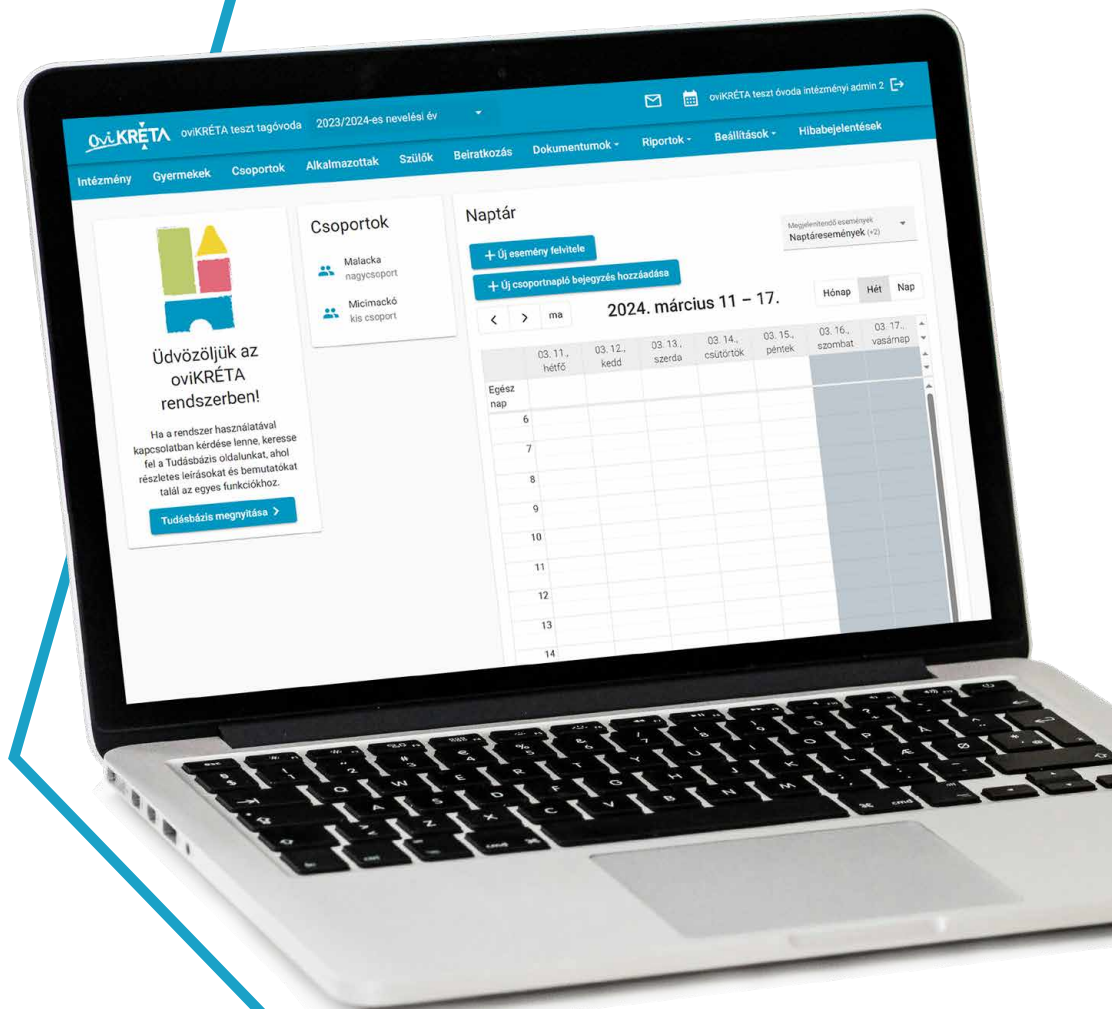 oviKRÉTA oviKRÉTA teszt tagóvoda 2023/2024-es nevelési év oviKRÉTA teszt óvoda intézményi admin 2
Intézmény Gyermekek Csoportok Alkalmazottak Szülők Beiratkozás Dokumentumok Riportok Beállítások Hibabejelentések
Üdvözöljük az
oviKRÉTA
rendszerben!
Ha a rendszer használatával
kapcsolatban kérdése lenne, keresse
fel a Tudásbázis oldalunkat, ahol
részletes leírásokat és bemutatókat
talál az egyes funkciókhoz.
Tudásbázis megnyitása
Csoportok
Malacka
nagycsoport
Micimackó
kis csoport
Naptár
+ Új esemény felvitele
+ Új csoportnapló bejegyzés hozzáadása
Megjelenítendő események
Naptáresemények (+2)
< > ma 2024. március 11 – 17. Hónap Hét Nap
03. 11., 03. 12., 03. 13., 03. 14., 03. 15., 03. 16., 03. 17.,
hétfő kedd szerda csütörtök péntek szombat vasárnap
Egész
nap
6
7
8
9
10
11
12
13
14
Q W E R T Y U I O P Å
A S D F G H J K L Æ Ø
Z X C V B N M
cmd
cmd